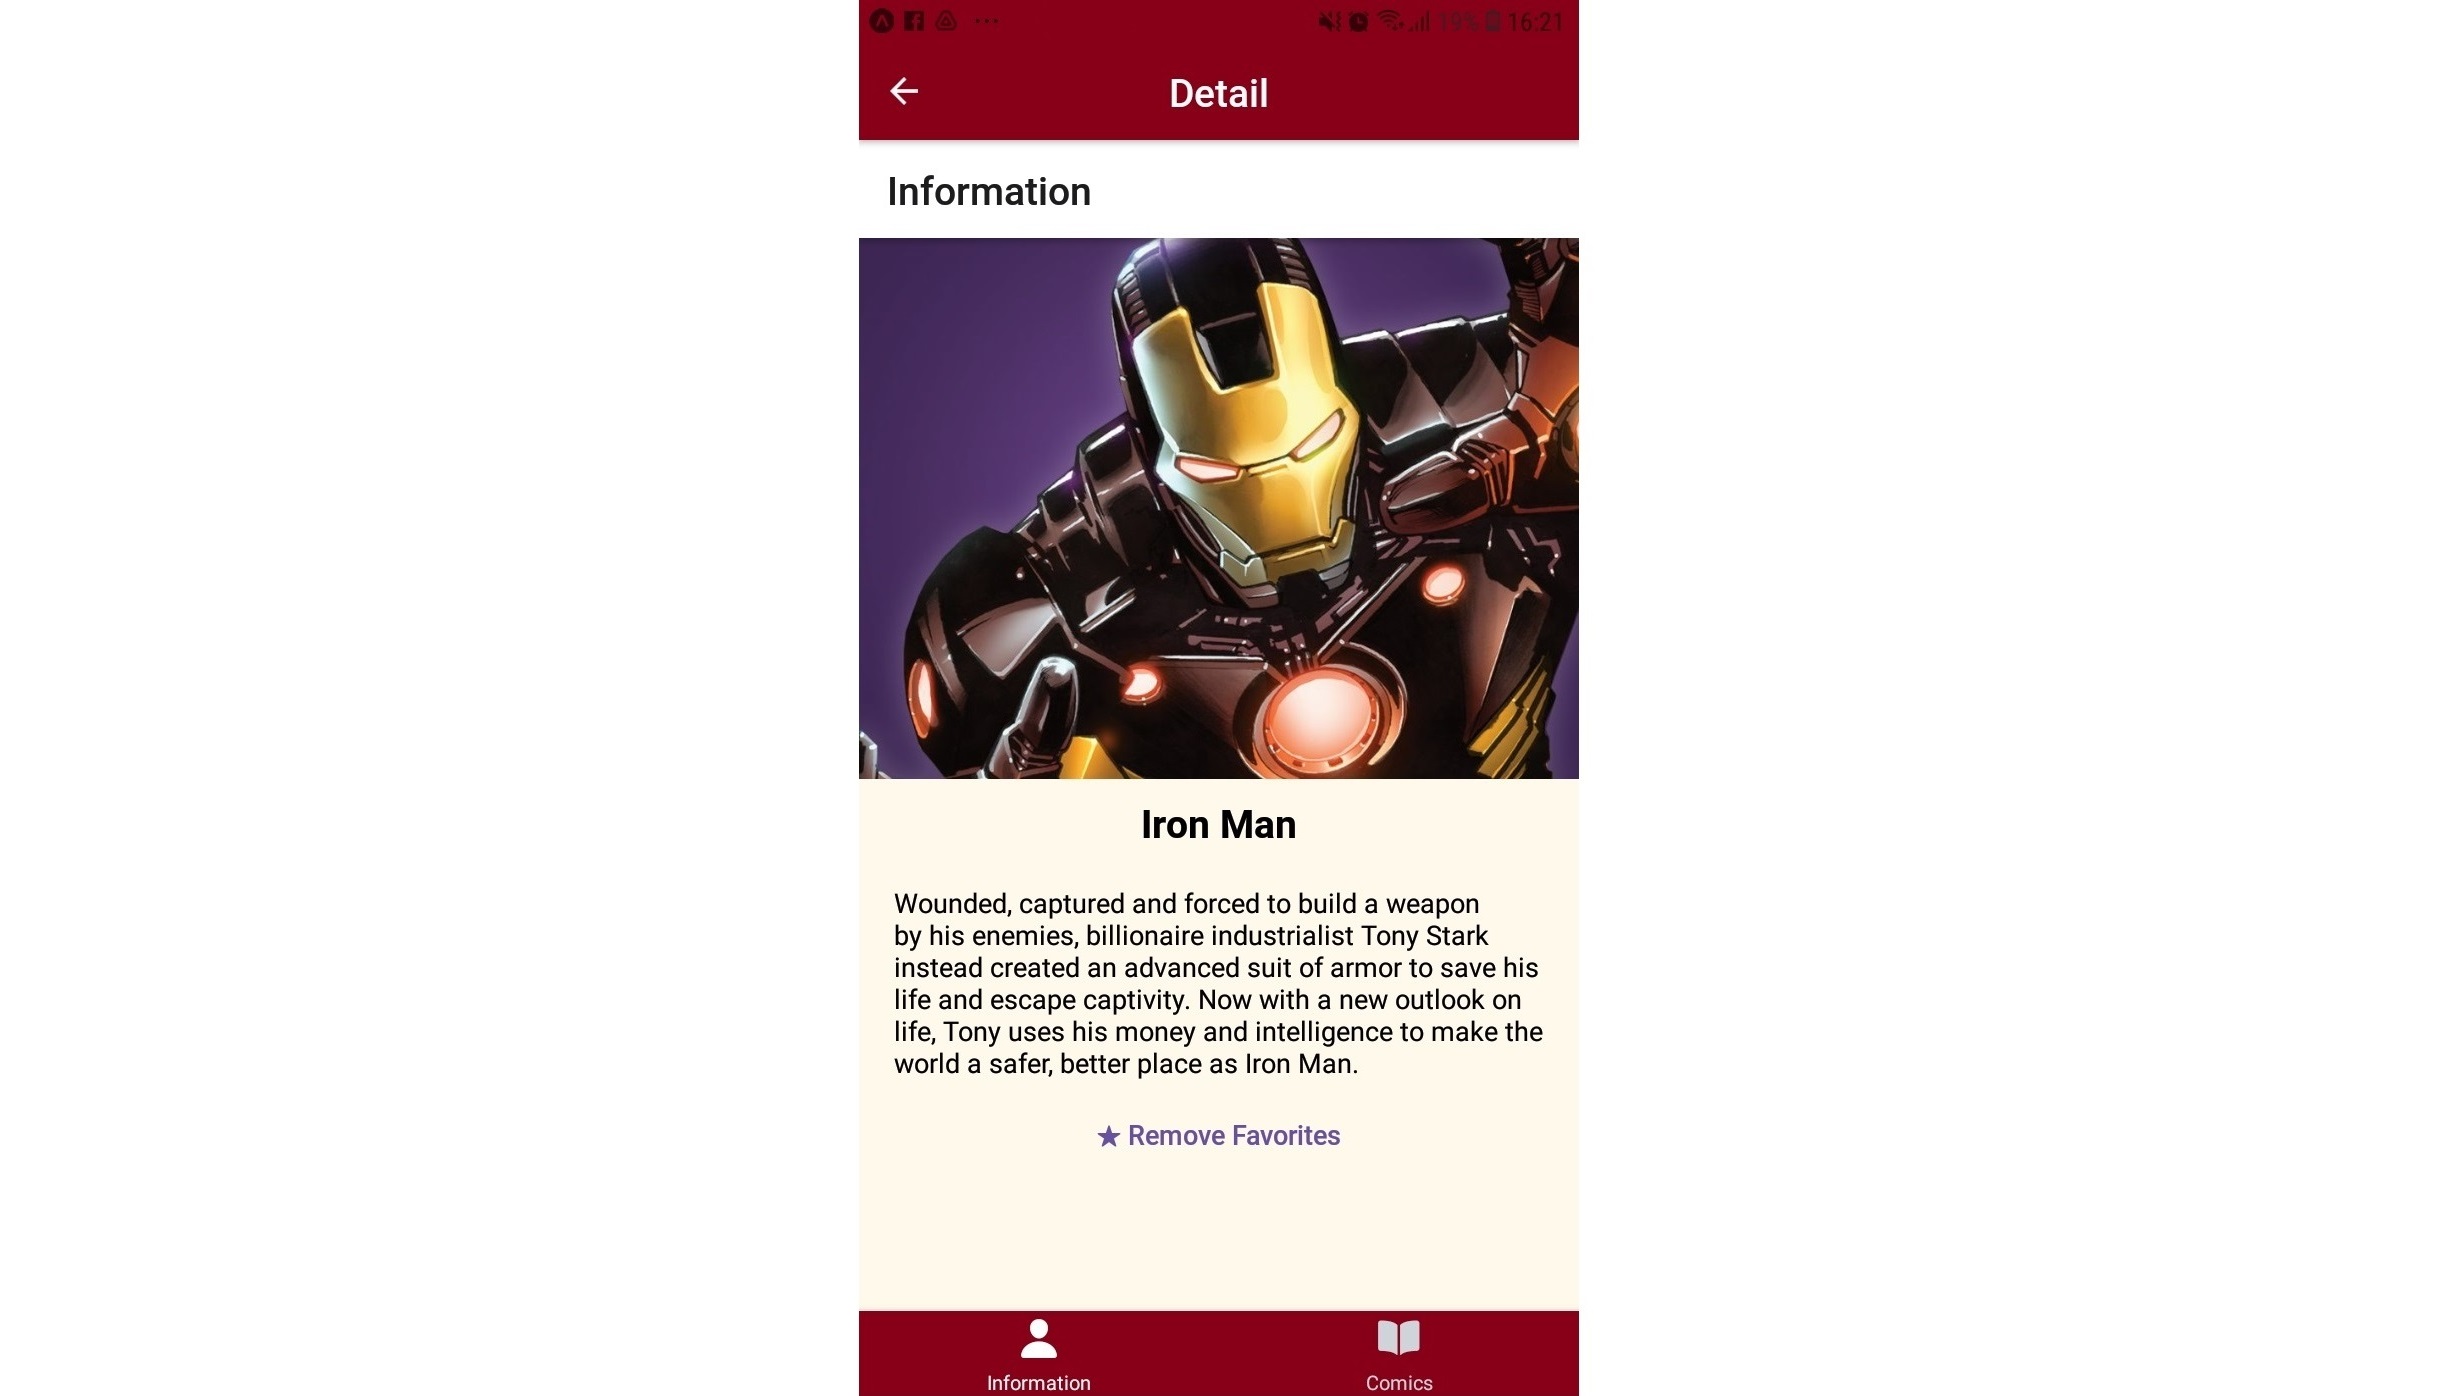 19% 16:21
Detail
Information
Iron Man
Wounded, captured and forced to build a weapon
by his enemies, billionaire industrialist Tony Stark
instead created an advanced suit of armor to save his
life and escape captivity. Now with a new outlook on
life, Tony uses his money and intelligence to make the
world a safer, better place as Iron Man.
★ Remove Favorites
Information
Comics